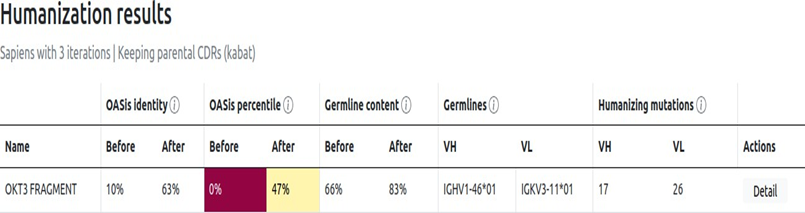 Humanization results
Sapiens with 3 iterations | Keeping parental CDRs (kabat)
OASis identity OASis percentile Germline content Germlines Humanizing mutations
Name Before After Before After Before After VH VL VH VL Actions
OKT3 FRAGMENT 10% 63% 0% 47% 66% 83% IGHV1-46*01 IGKV3-11*01 17 26 Detail